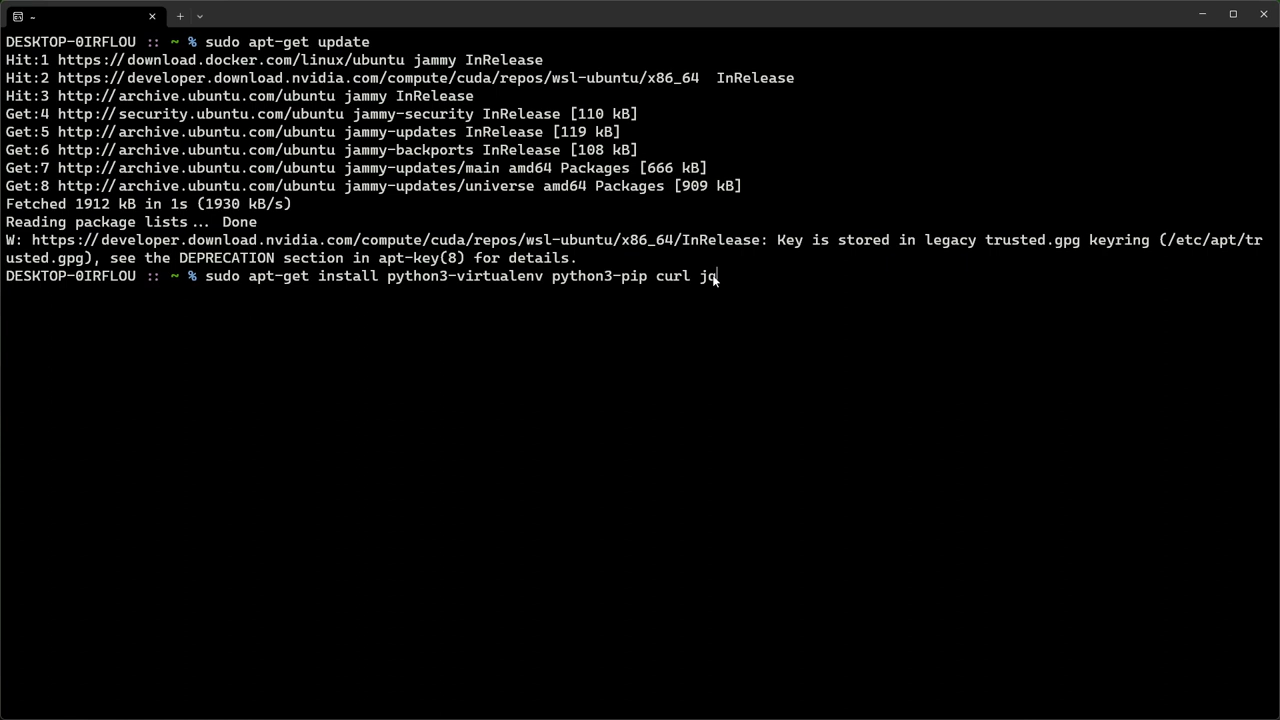 ~
DESKTOP-0IRFLOU :: ~ % sudo apt-get update
Hit:1 https://download.docker.com/linux/ubuntu jammy InRelease
Hit:2 https://developer.download.nvidia.com/compute/cuda/repos/wsl-ubuntu/x86_64  InRelease
Hit:3 http://archive.ubuntu.com/ubuntu jammy InRelease
Get:4 http://security.ubuntu.com/ubuntu jammy-security InRelease [110 kB]
Get:5 http://archive.ubuntu.com/ubuntu jammy-updates InRelease [119 kB]
Get:6 http://archive.ubuntu.com/ubuntu jammy-backports InRelease [108 kB]
Get:7 http://archive.ubuntu.com/ubuntu jammy-updates/main amd64 Packages [666 kB]
Get:8 http://archive.ubuntu.com/ubuntu jammy-updates/universe amd64 Packages [909 kB]
Fetched 1912 kB in 1s (1930 kB/s)
Reading package lists... Done
W: https://developer.download.nvidia.com/compute/cuda/repos/wsl-ubuntu/x86_64/InRelease: Key is stored in legacy trusted.gpg keyring (/etc/apt/tr
usted.gpg), see the DEPRECATION section in apt-key(8) for details.
DESKTOP-0IRFLOU :: ~ % sudo apt-get install python3-virtualenv python3-pip curl jq